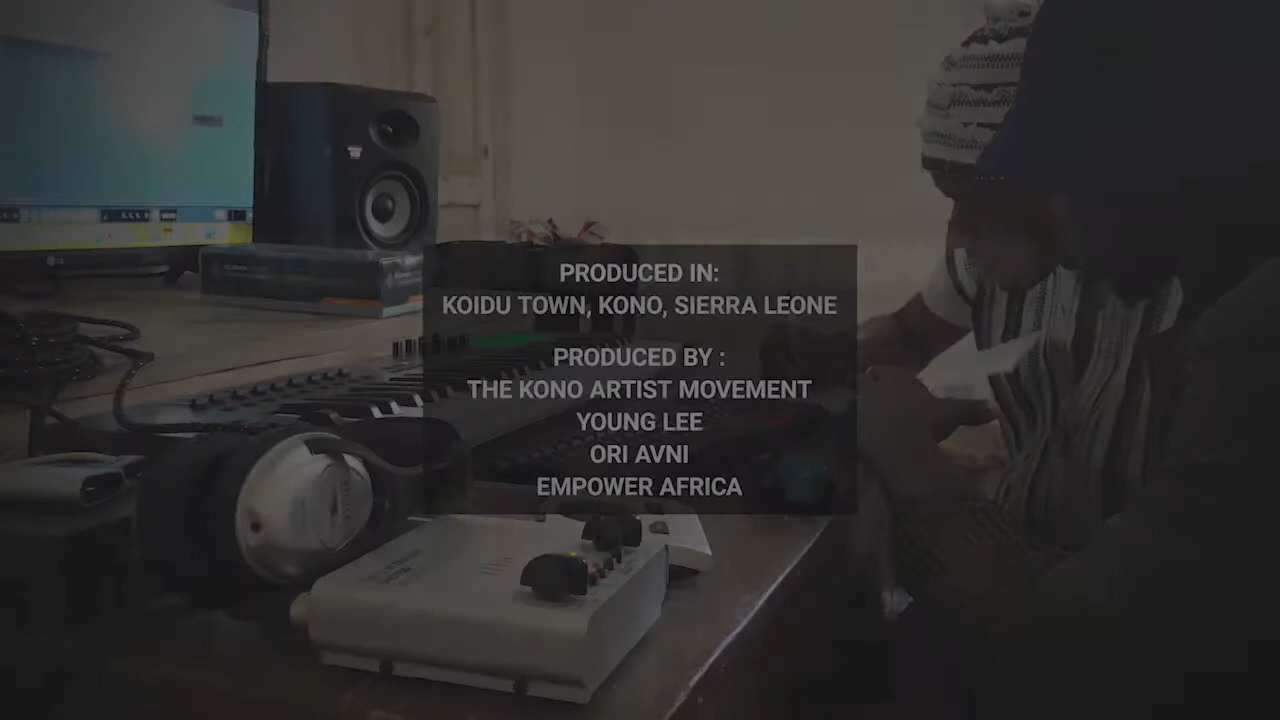 PRODUCED IN:
KOIDU TOWN, KONO, SIERRA LEONE
PRODUCED BY :
THE KONO ARTIST MOVEMENT
YOUNG LEE
ORI AVNI
EMPOWER AFRICA